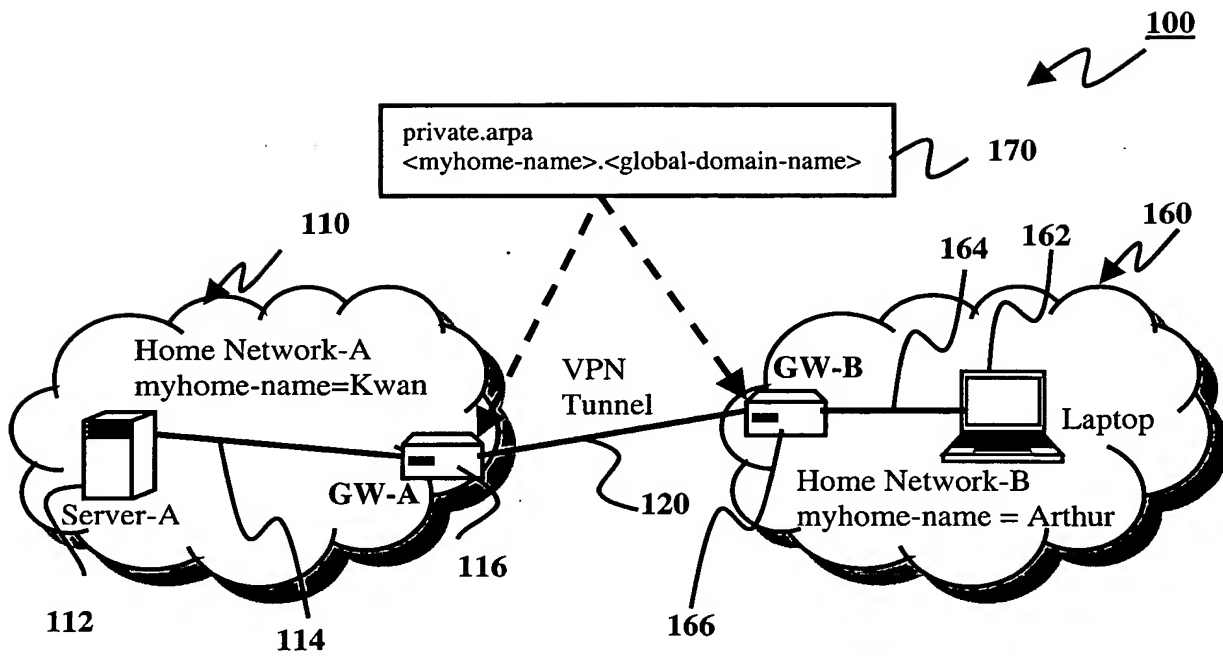 100
private.arpa
<myhome-name>.<global-domain-name>
170
110
164
162
160
Home Network-A
myhome-name=Kwan
VPN
Tunnel
GW-B
Laptop
GW-A
Server-A
120
Home Network-B
myhome-name = Arthur
116
112
114
166